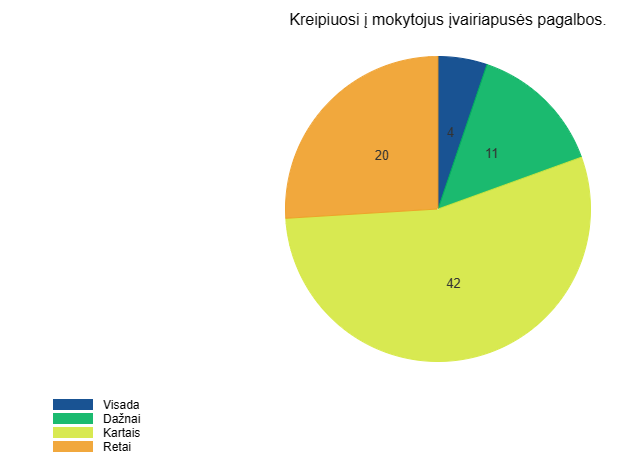 Kreipiuosi į mokytojus įvairiapusės pagalbos.
4
11
20
42
Visada
Dažnai
Kartais
Retai